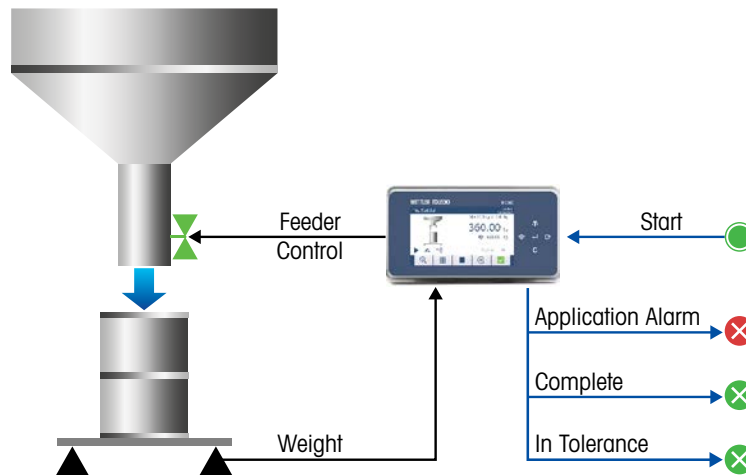 METTLER TOLEDO
360.00
Feeder
Control
Start
Application Alarm
Complete
In Tolerance
Weight